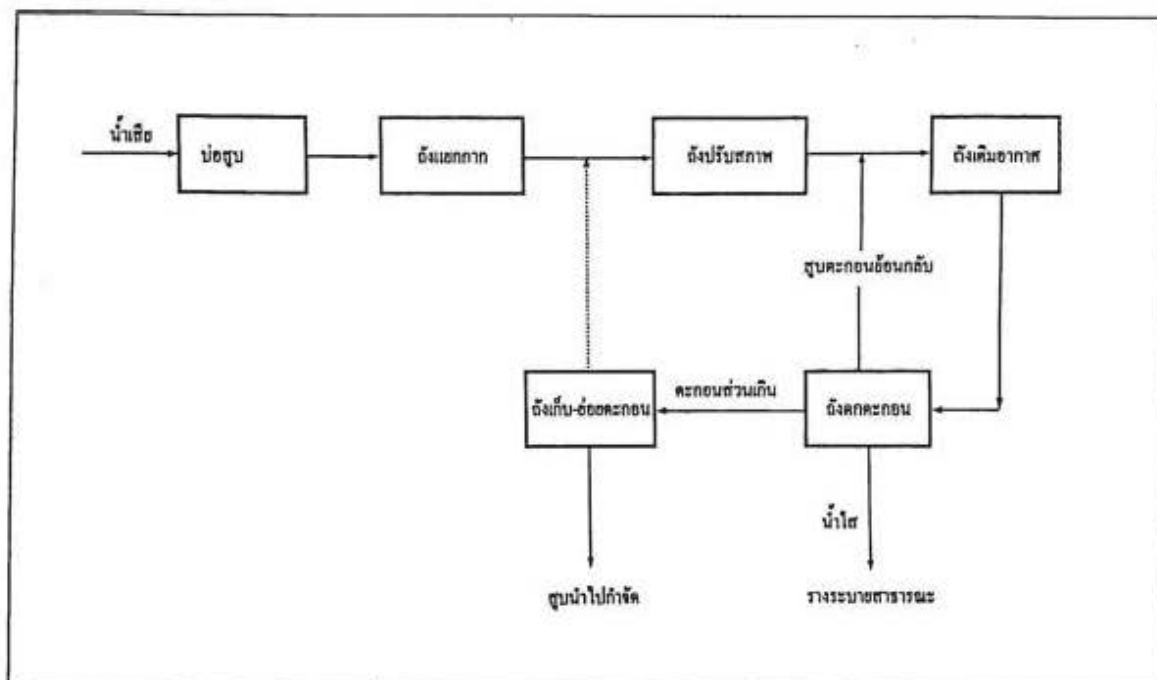 น้ำเสีย
บ่อสูบ
ถังแยกกาก
ถังปรับสภาพ
ถังเติมอากาศ
สูบตะกอนย้อนกลับ
ถังเก็บ-ย่อยตะกอน
ตะกอนส่วนเกิน
ถังตกตะกอน
น้ำใส
สูบนำไปกำจัด
รางระบายสาธารณะ